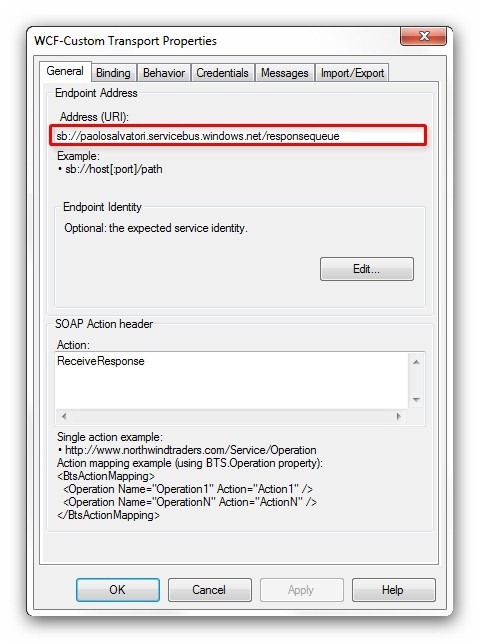 WCF-Custom Transport Properties
General Binding Behavior Credentials Messages Import/Export
Endpoint Address
Address (URI):
sb://paolosalvatori.servicebus.windows.net/responsequeue
Example:
• sb://host[:port]/path
Endpoint Identity
Optional: the expected service identity.
Edit...
SOAP Action header
Action:
ReceiveResponse
Single action example:
• http://www.northwindtraders.com/Service/Operation
Action mapping example (using BTS.Operation property):
<BtsActionMapping>
<Operation Name="Operation1" Action="Action1" />
<Operation Name="OperationN" Action="ActionN" />
</BtsActionMapping>
OK Cancel Apply Help